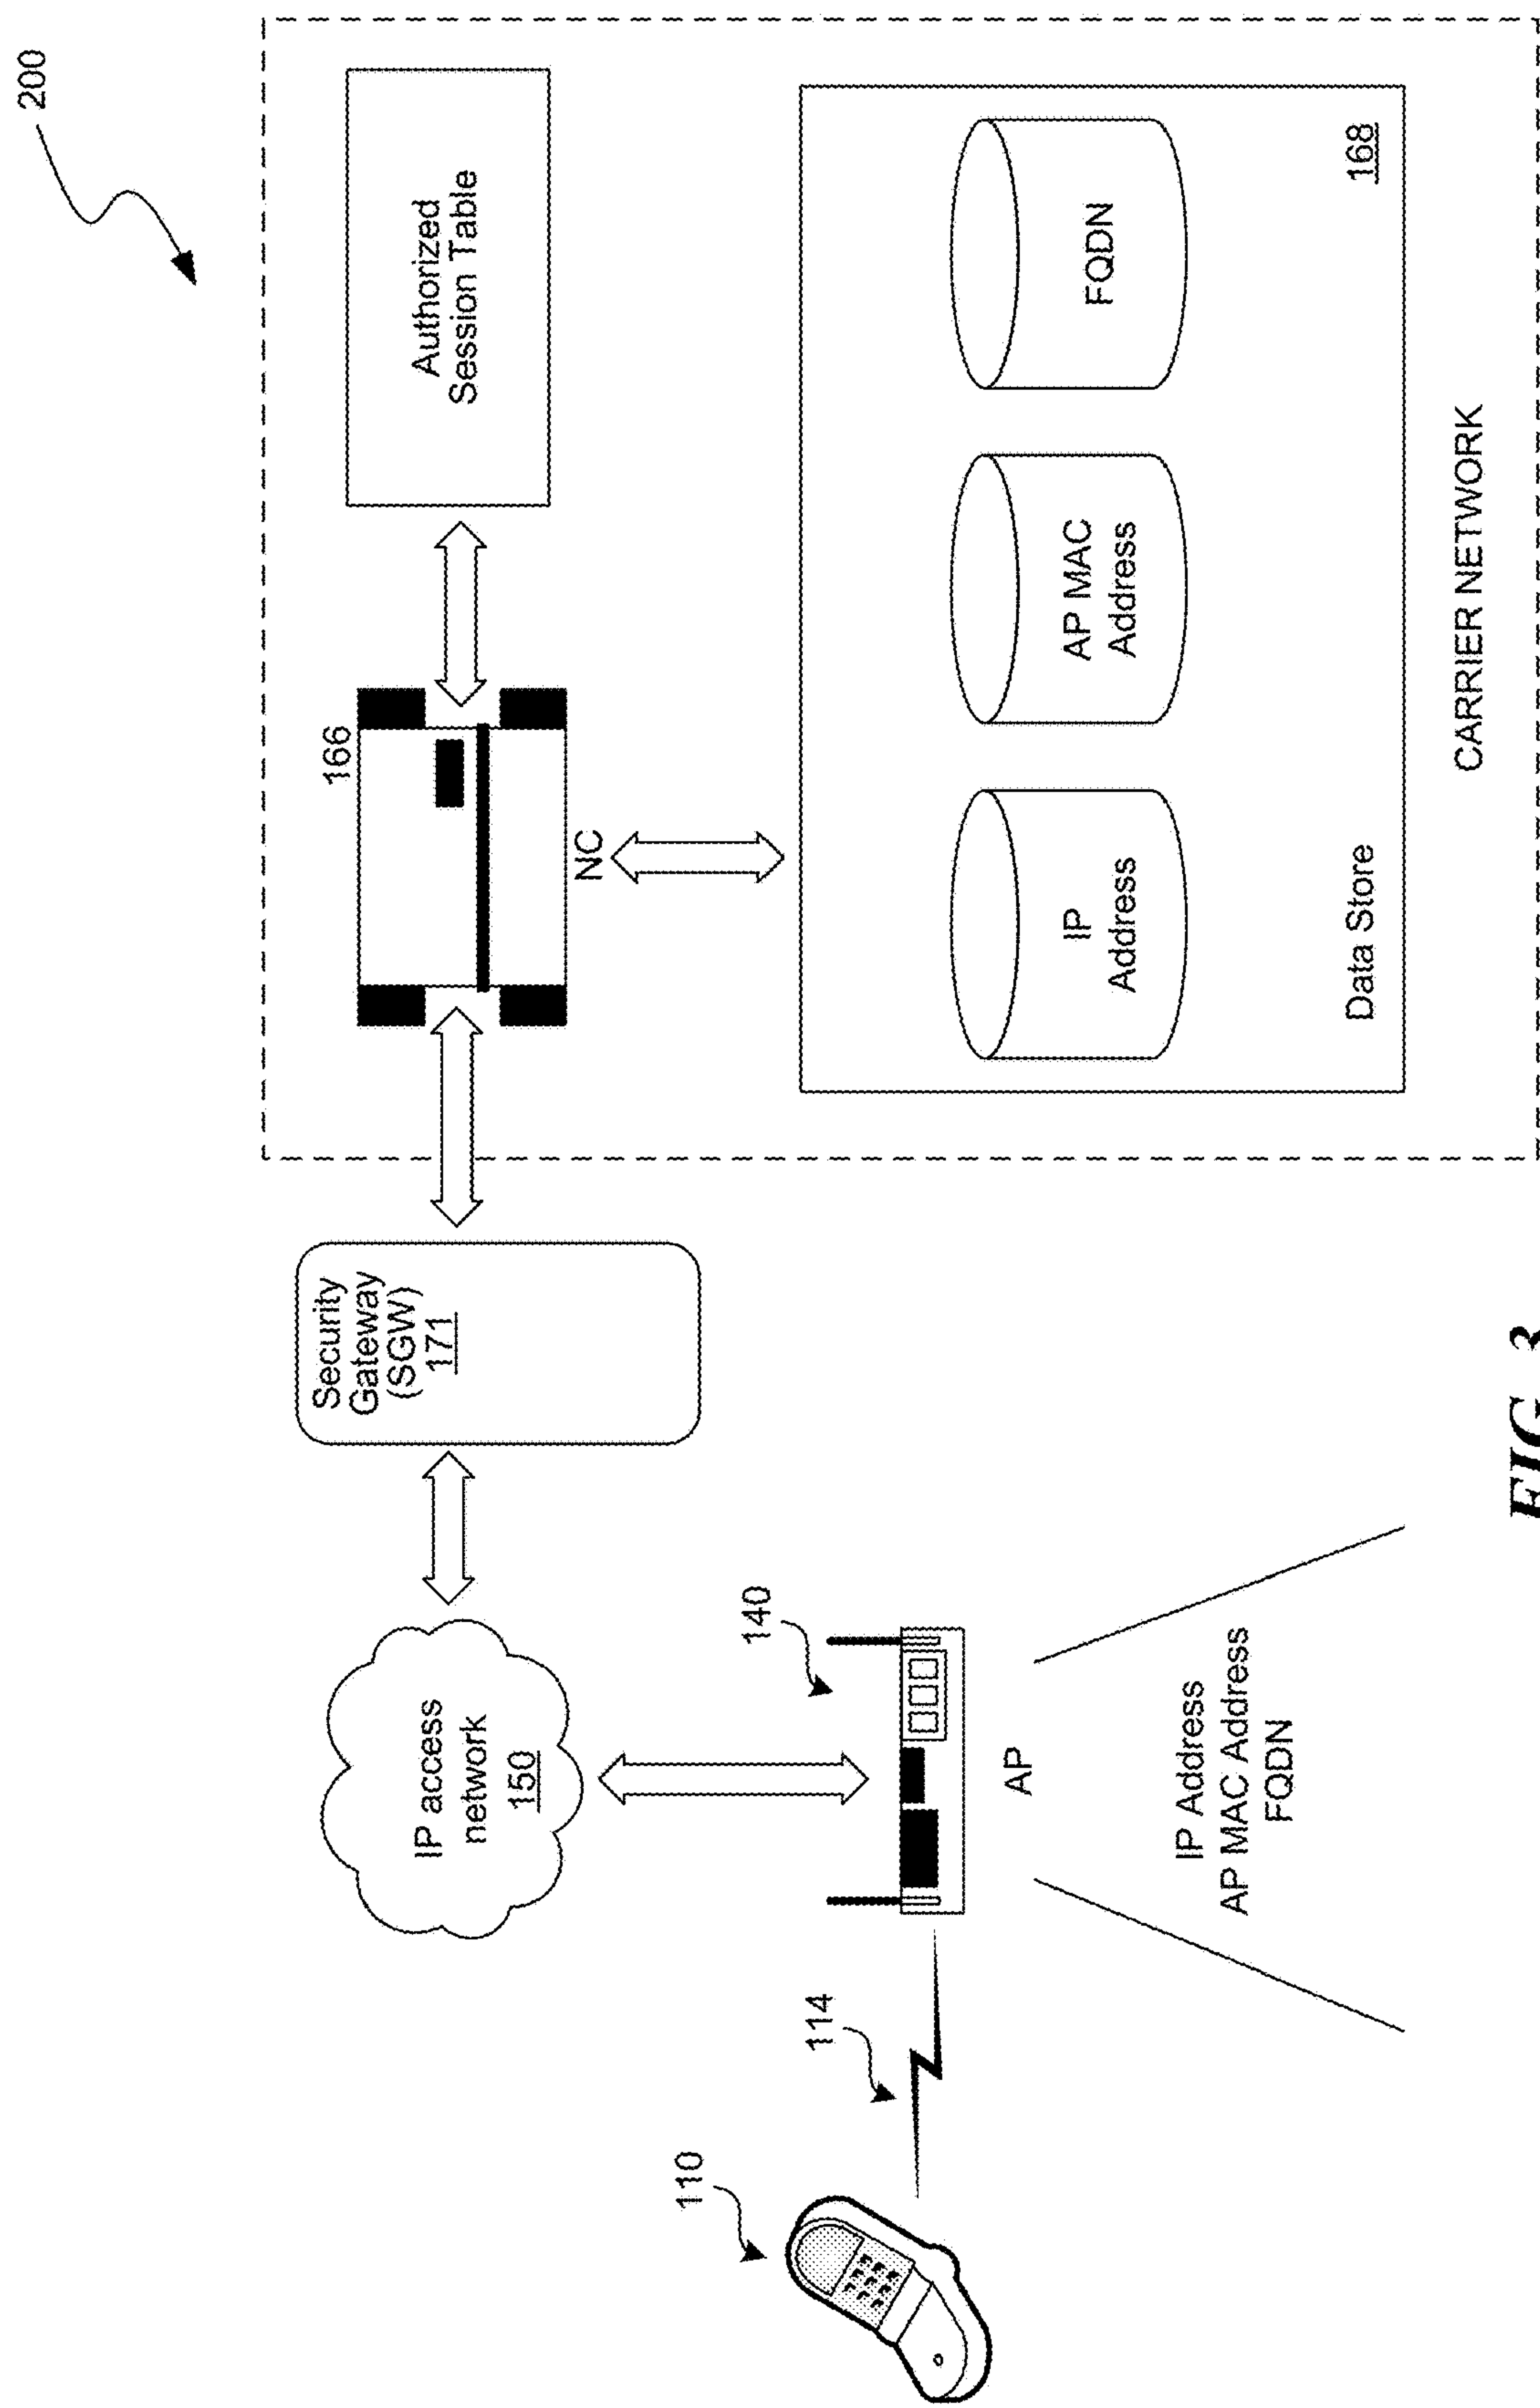 200
166
Authorized
Session Table
Security
Gateway
(SGW)
171
IP access
network
150
NC
140
110
114
AP
IP Address
AP MAC Address
FQDN
IP
Address
AP MAC
Address
FQDN
Data Store
168
CARRIER NETWORK
FIG. 3